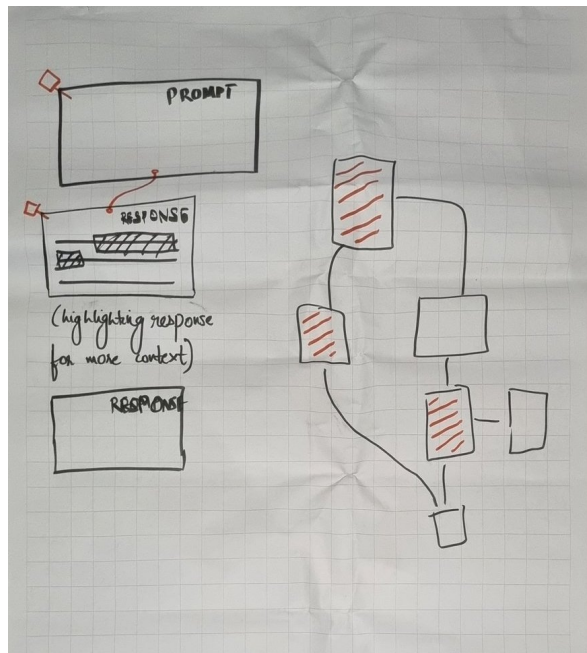 PROMPT
RESPONSE
(highlighting response
for more context)
RESPONSE